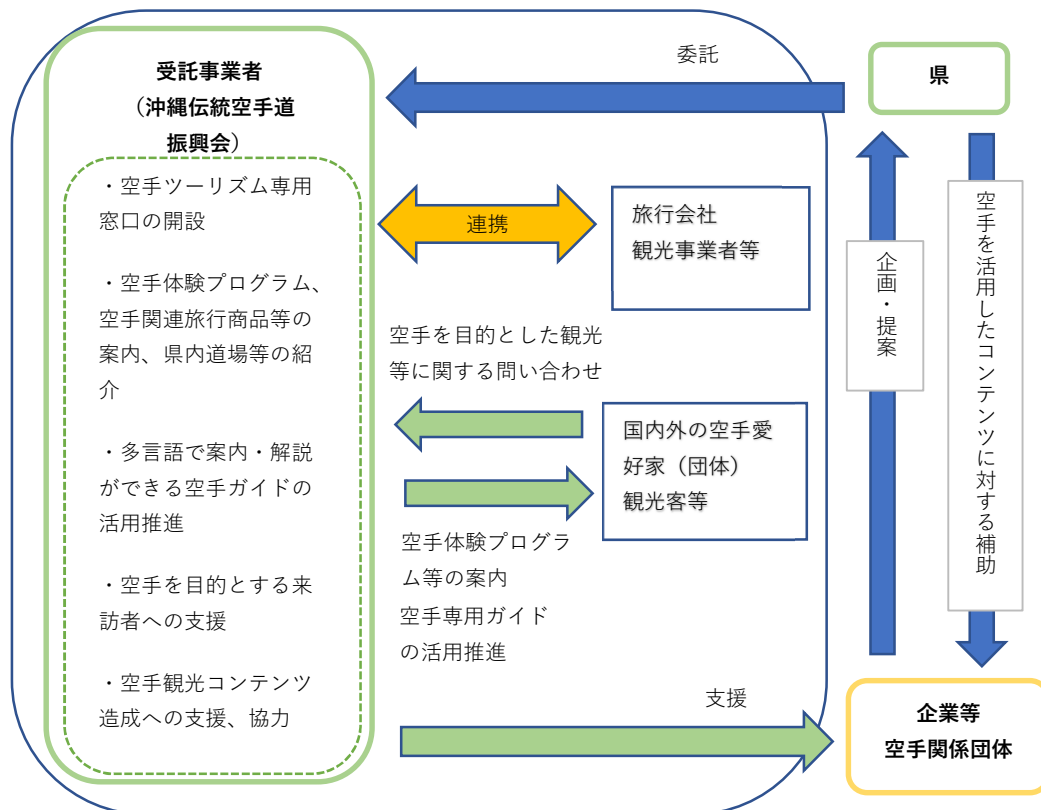 受託事業者
（沖縄伝統空手道
振興会）
・空手ツーリズム専用
窓口の開設
・空手体験プログラム、
空手関連旅行商品等の
案内、県内道場等の紹
介
・多言語で案内・解説
ができる空手ガイドの
活用推進
・空手を目的とする来
訪者への支援
・空手観光コンテンツ
造成への支援、協力
委託
県
連携
旅行会社
観光事業者等
空手を目的とした観光
等に関する問い合わせ
国内外の空手愛
好家（団体）
観光客等
空手体験プログラ
ム等の案内
空手専用ガイド
の活用推進
企画・提案
空手を活用したコンテンツに対する補助
支援
企業等
空手関係団体